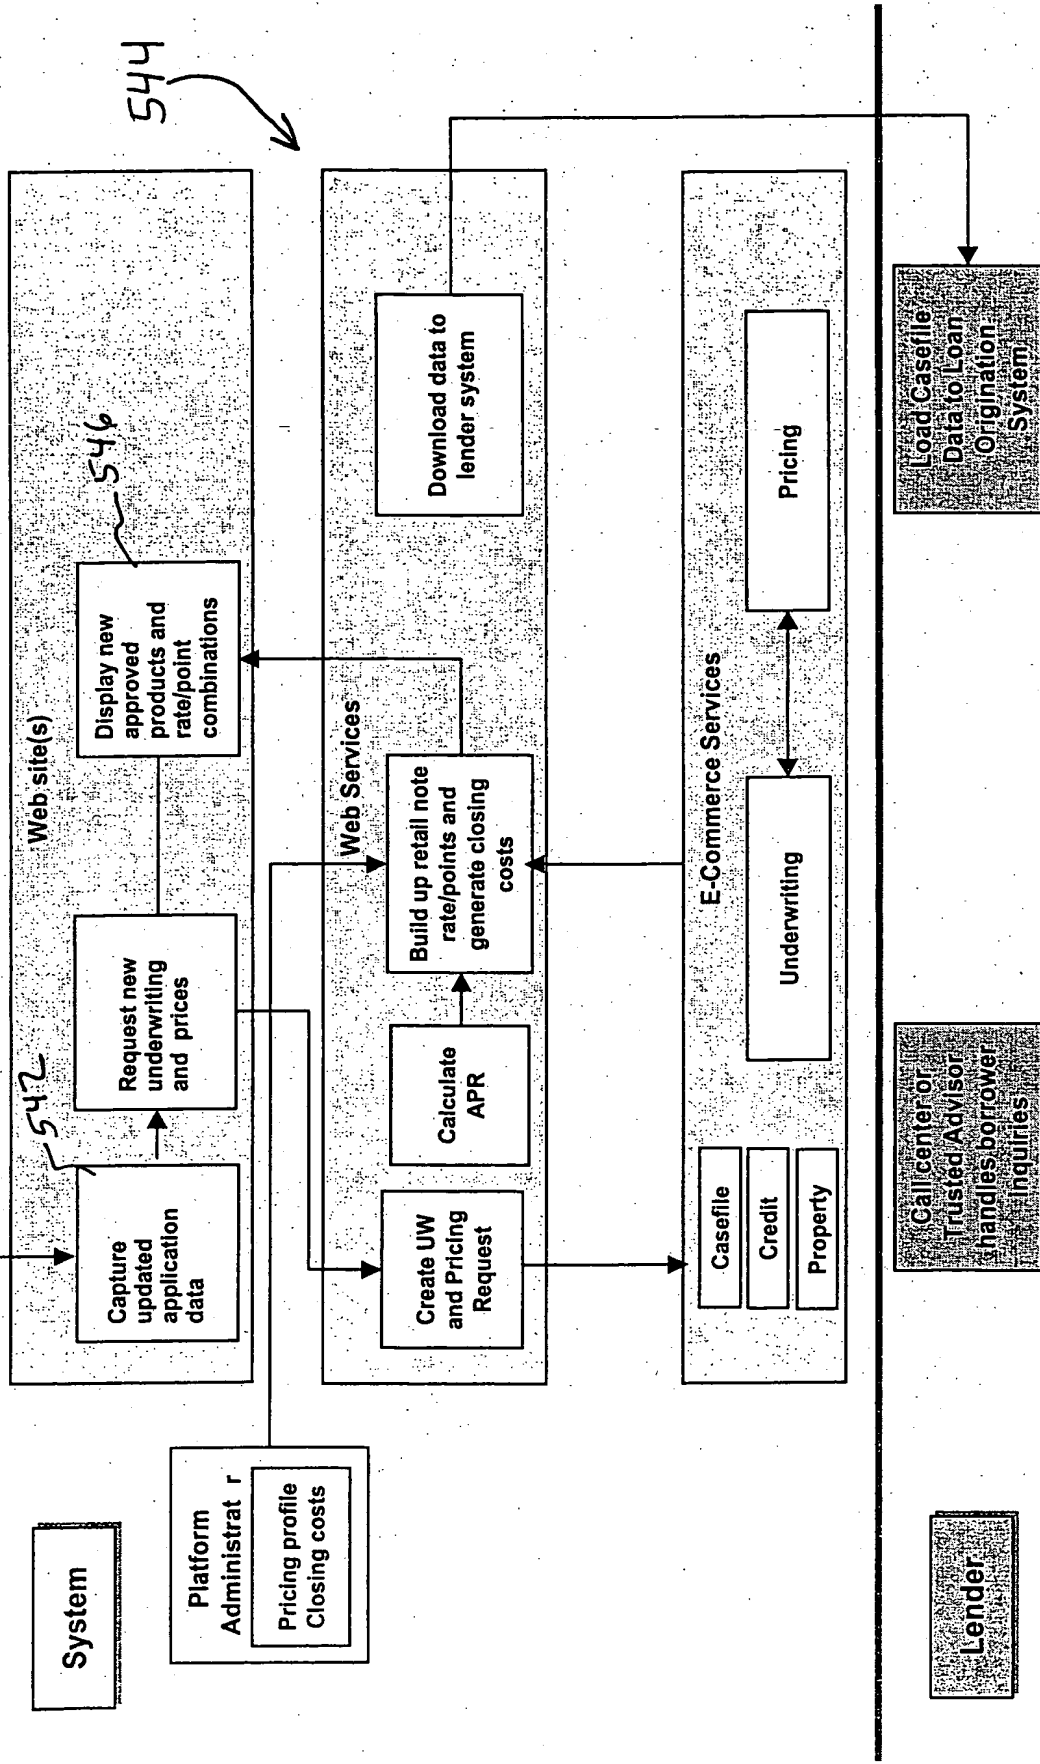 System
Web site(s)
542
Capture
updated
application
data
Request new
underwriting
and prices
Display new
approved
products and
rate/point
combinations
546
544
Platform
Administrat r
Pricing profile
Closing costs
Web Services
Create UW
and Pricing
Request
Calculate
APR
Build up retail note
rate/points and
generate closing
costs
Download data to
lender system
E-Commerce Services
Casefile
Credit
Property
Underwriting
Pricing
Lender
Call center or
Trusted Advisor
handles borrower
Inquiries
Load Casefile
Data to Loan
Origination
System